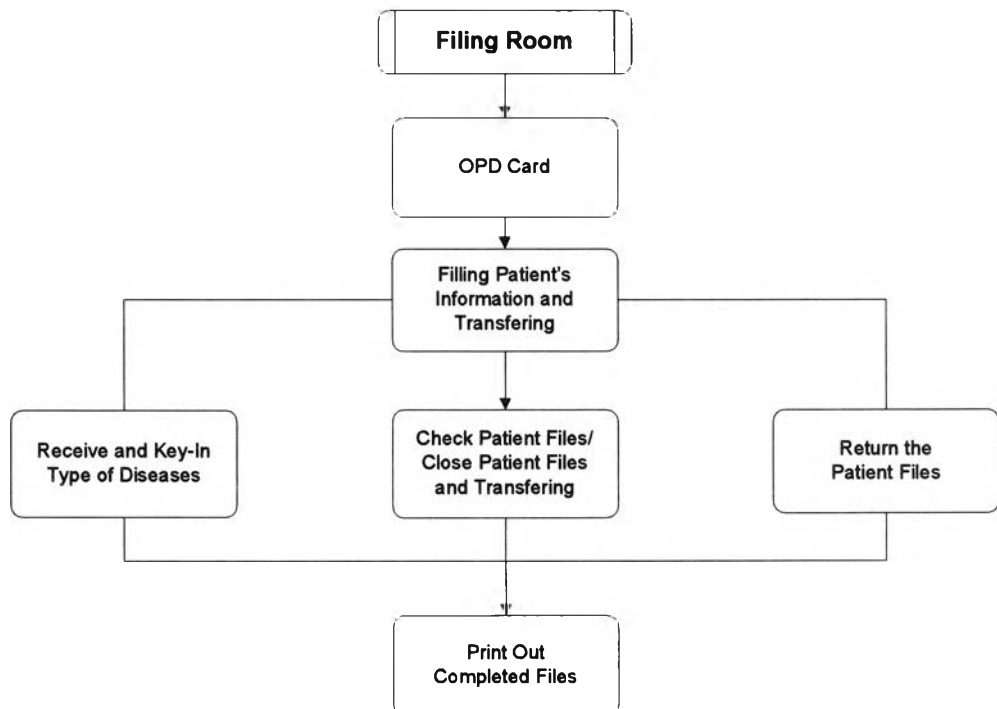 Filing Room
OPD Card
Filling Patient's
Information and
Transfering
Receive and Key-In
Type of Diseases
Check Patient Files/
Close Patient Files
and Transfering
Return the
Patient Files
Print Out
Completed Files